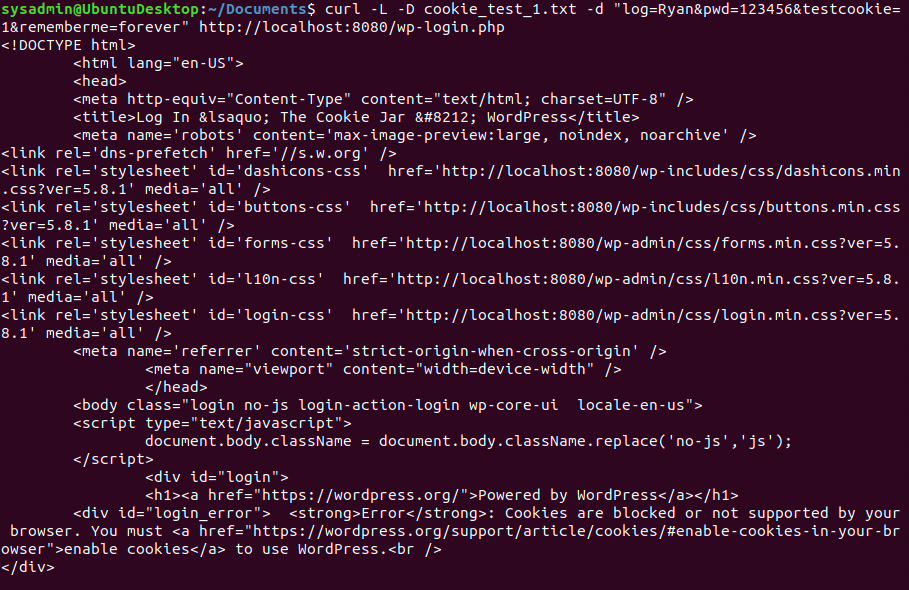 sysadmin@UbuntuDesktop:~/Documents$ curl -L -D cookie_test_1.txt -d "log=Ryan&pwd=123456&testcookie=
1&rememberme=forever" http://localhost:8080/wp-login.php
<!DOCTYPE html>
        <html lang="en-US">
        <head>
        <meta http-equiv="Content-Type" content="text/html; charset=UTF-8" />
        <title>Log In &lsaquo; The Cookie Jar &#8212; WordPress</title>
        <meta name='robots' content='max-image-preview:large, noindex, noarchive' />
<link rel='dns-prefetch' href='//s.w.org' />
<link rel='stylesheet' id='dashicons-css'  href='http://localhost:8080/wp-includes/css/dashicons.min
.css?ver=5.8.1' media='all' />
<link rel='stylesheet' id='buttons-css'  href='http://localhost:8080/wp-includes/css/buttons.min.css
?ver=5.8.1' media='all' />
<link rel='stylesheet' id='forms-css'  href='http://localhost:8080/wp-admin/css/forms.min.css?ver=5.
8.1' media='all' />
<link rel='stylesheet' id='l10n-css'  href='http://localhost:8080/wp-admin/css/l10n.min.css?ver=5.8.
1' media='all' />
<link rel='stylesheet' id='login-css'  href='http://localhost:8080/wp-admin/css/login.min.css?ver=5.
8.1' media='all' />
        <meta name='referrer' content='strict-origin-when-cross-origin' />
                <meta name="viewport" content="width=device-width" />
                </head>
        <body class="login no-js login-action-login wp-core-ui  locale-en-us">
        <script type="text/javascript">
                document.body.className = document.body.className.replace('no-js','js');
        </script>
                <div id="login">
                <h1><a href="https://wordpress.org/">Powered by WordPress</a></h1>
        <div id="login_error">  <strong>Error</strong>: Cookies are blocked or not supported by your
 browser. You must <a href="https://wordpress.org/support/article/cookies/#enable-cookies-in-your-br
owser">enable cookies</a> to use WordPress.<br />
</div>